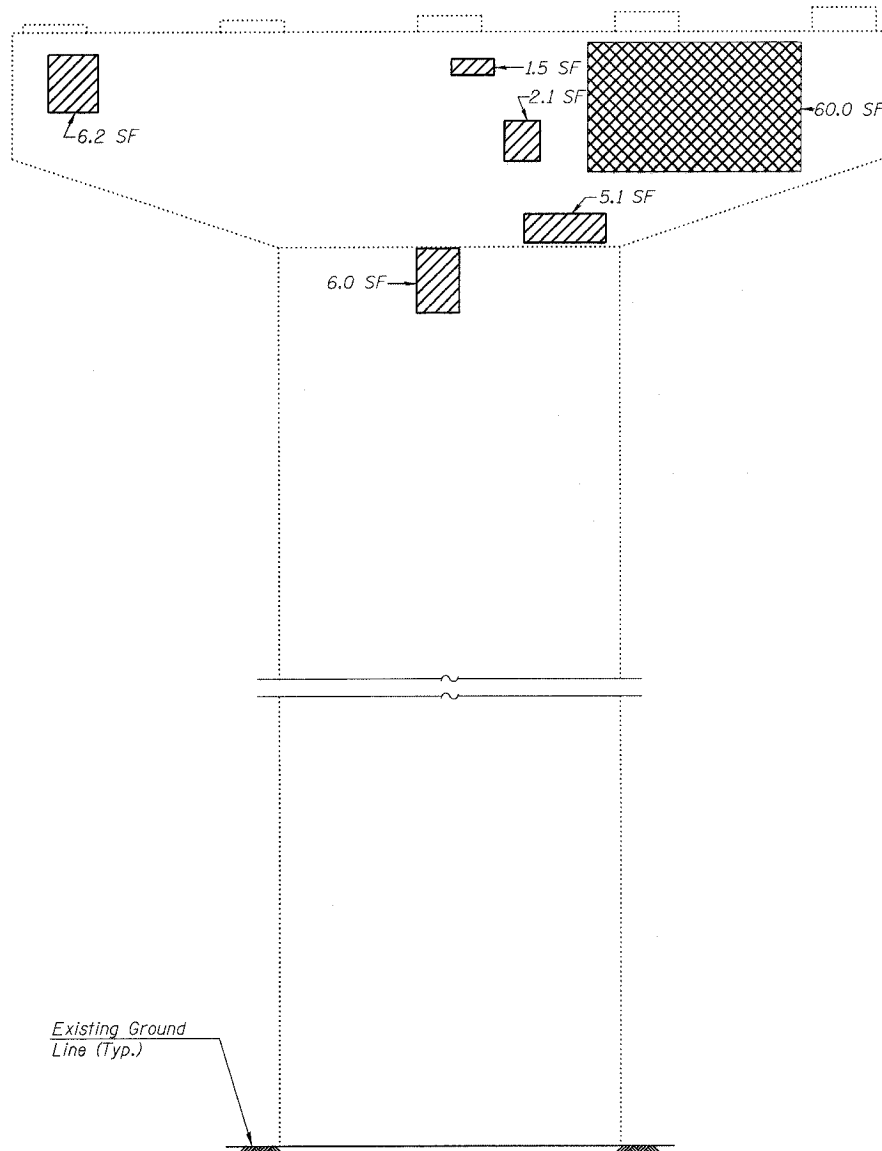 1.5 SF
2.1 SF
60.0 SF
6.2 SF
5.1 SF
6.0 SF
Existing Ground
Line (Typ.)